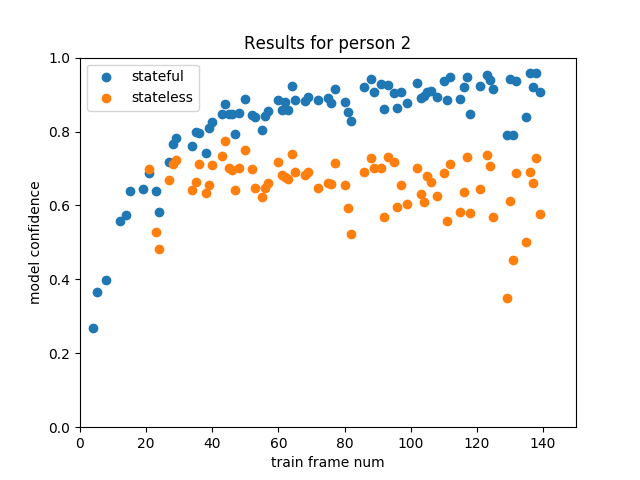 Results for person 2
stateful
stateless
1.0
0.8
0.6
0.4
0.2
0.0
model confidence
0 20 40 60 80 100 120 140
train frame num